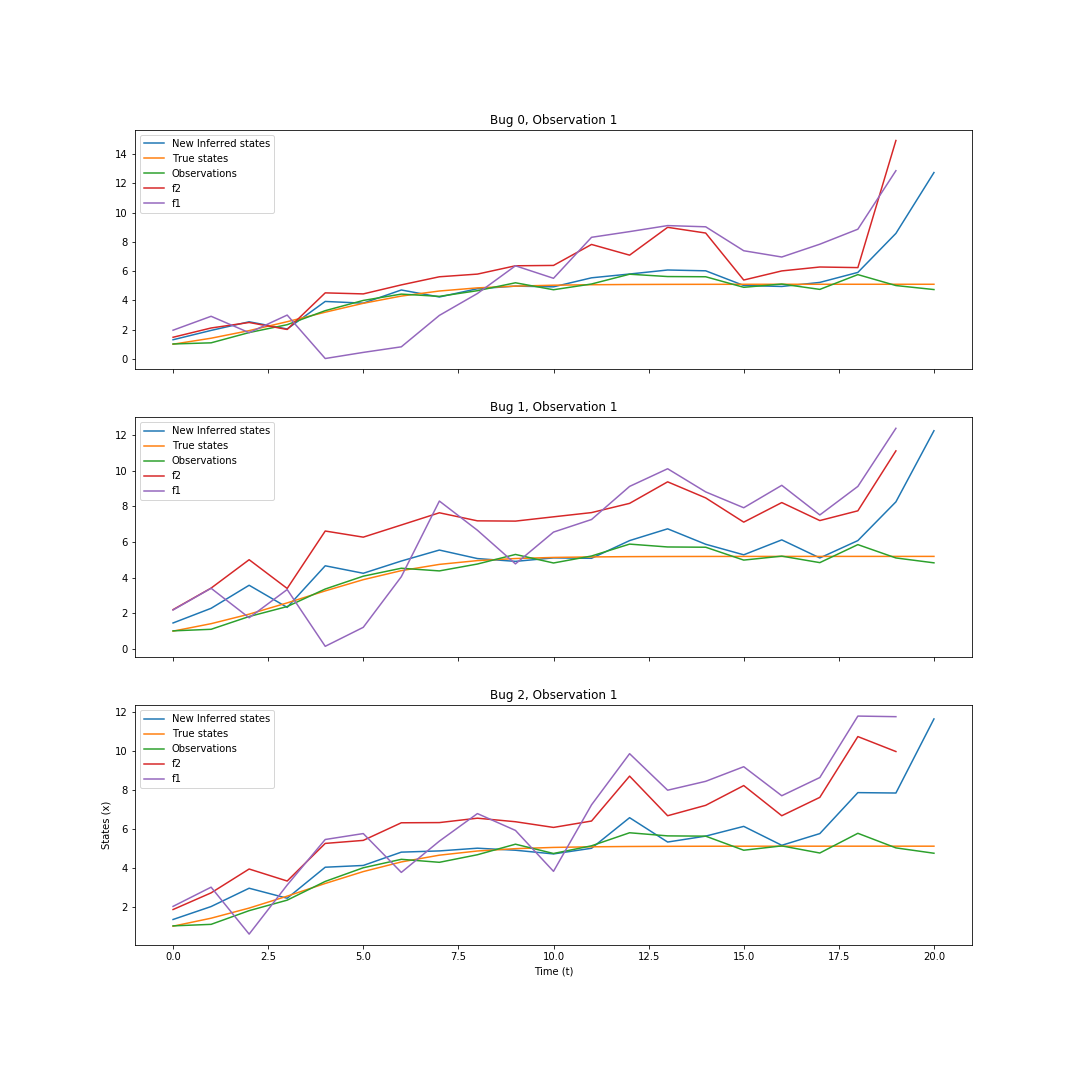 Bug 0, Observation 1
New Inferred states
True states
Observations
f2
f1
14
12
10
8
6
4
2
0
Bug 1, Observation 1
New Inferred states
True states
Observations
f2
f1
12
10
8
6
4
2
0
Bug 2, Observation 1
New Inferred states
True states
Observations
f2
f1
12
10
8
6
4
2
States (x)
0.0 2.5 5.0 7.5 10.0 12.5 15.0 17.5 20.0
Time (t)